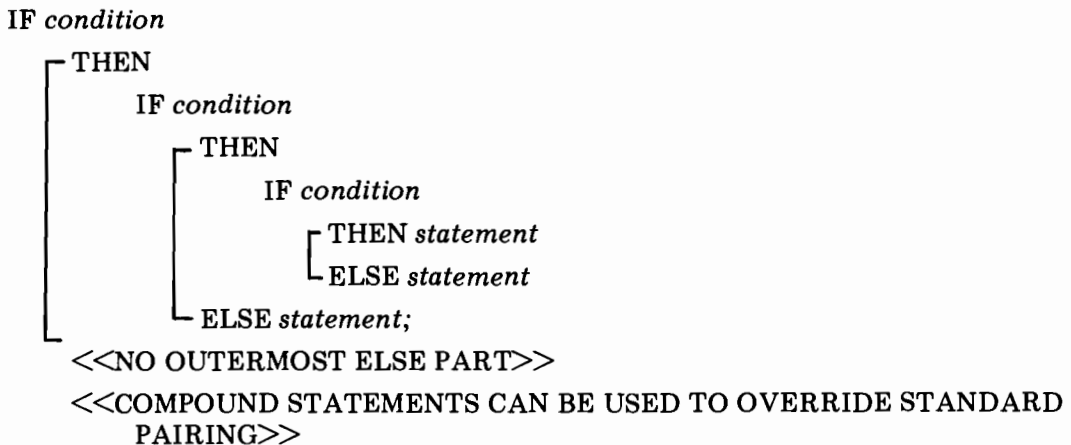 IF condition
THEN
IF condition
THEN
IF condition
THEN statement
ELSE statement
ELSE statement;
<<NO OUTERMOST ELSE PART>>
<<COMPOUND STATEMENTS CAN BE USED TO OVERRIDE STANDARD
PAIRING>>